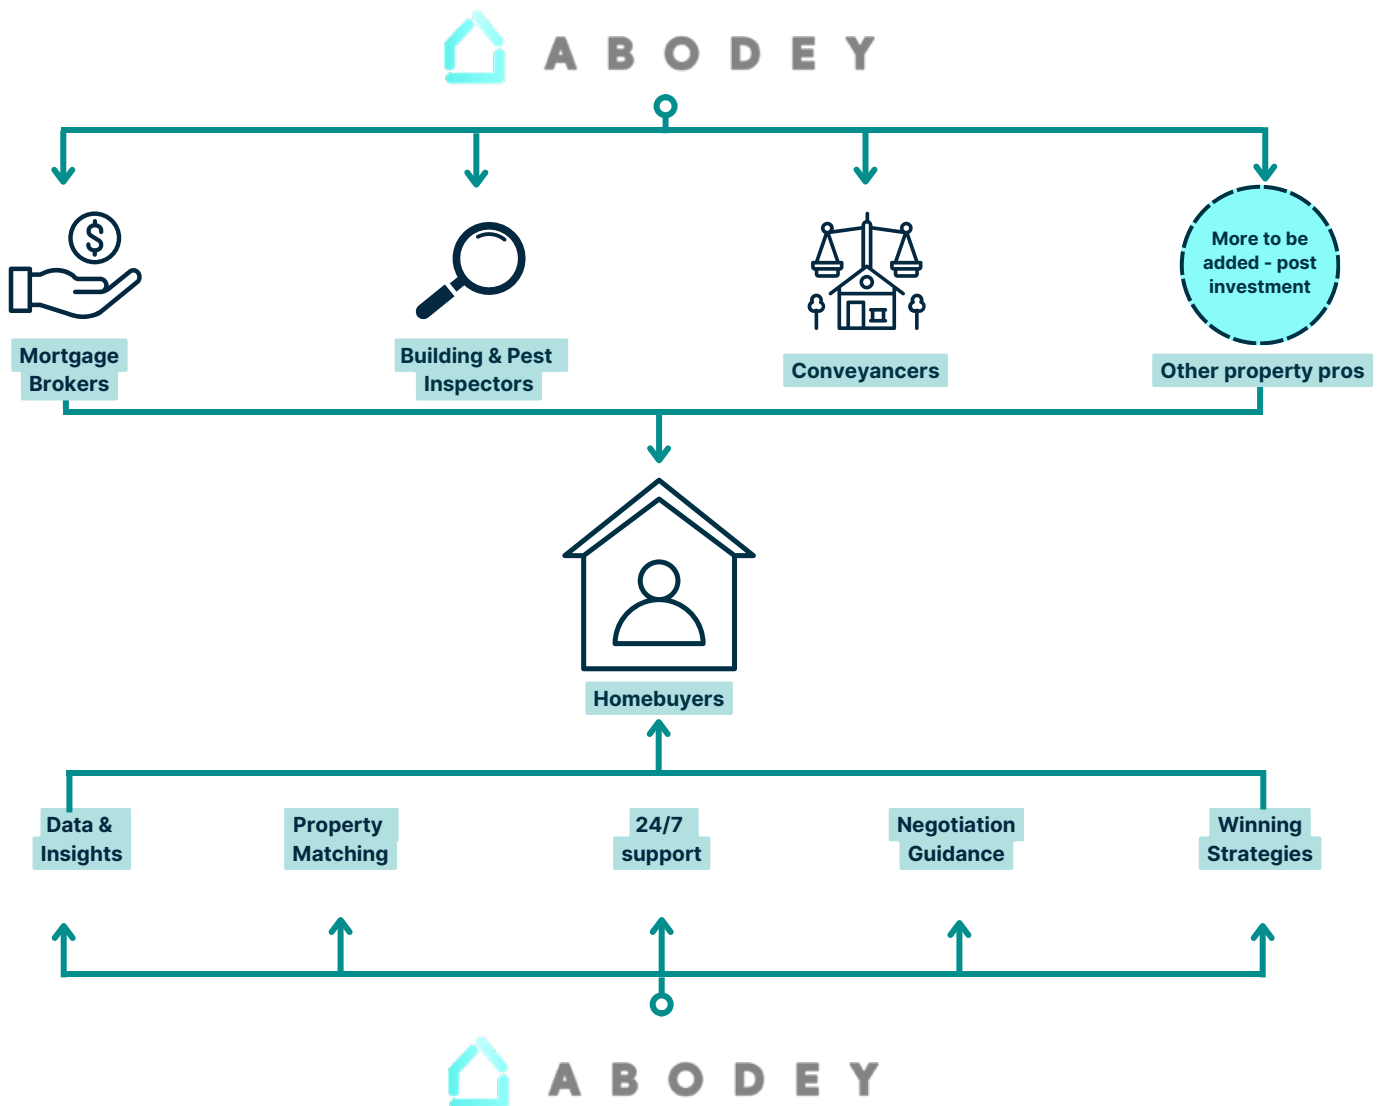 ABODEY
$
More to be
added - post
investment
Mortgage
Brokers
Building & Pest
Inspectors
Conveyancers
Other property pros
Homebuyers
Data &
Insights
Property
Matching
24/7
support
Negotiation
Guidance
Winning
Strategies
ABODEY